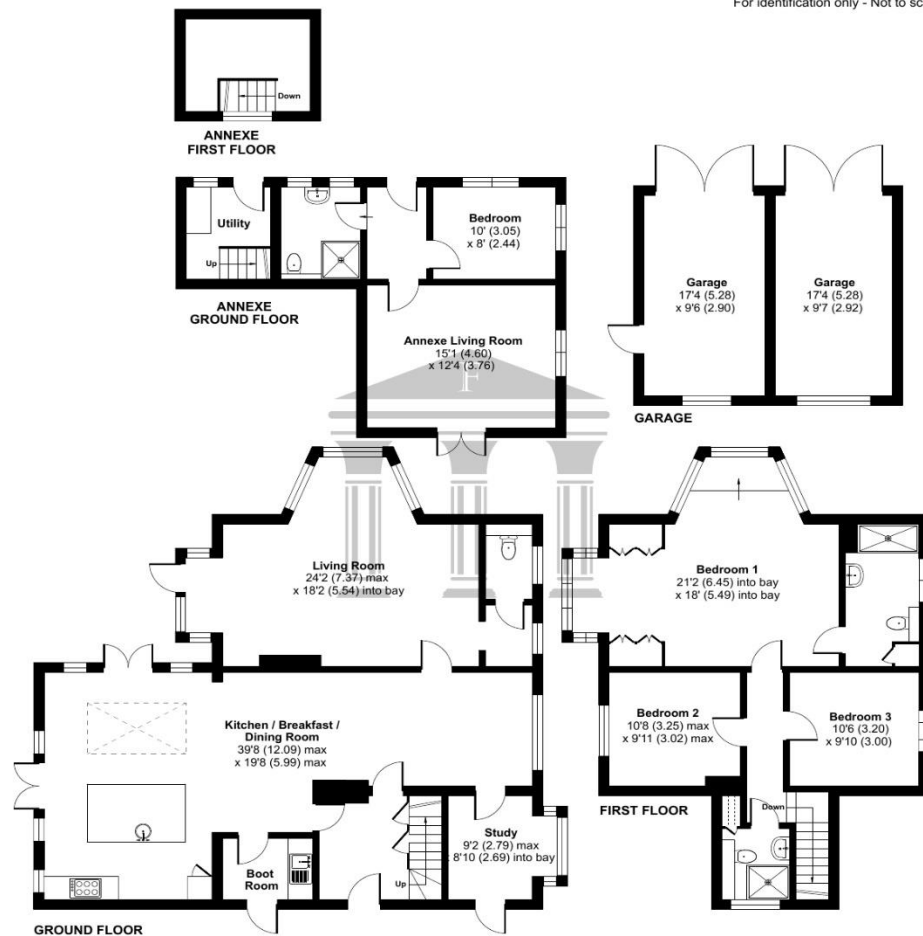 For identification only - Not to sc
Down
ANNEXE
FIRST FLOOR
Utility
Up
ANNEXE
GROUND FLOOR
Bedroom
10' (3.05)
x 8' (2.44)
Annexe Living Room
15'1 (4.60)
x 12'4 (3.76)
F
Garage
17'4 (5.28)
x 9'6 (2.90)
Garage
17'4 (5.28)
x 9'7 (2.92)
GARAGE
Living Room
24'2 (7.37) max
x 18'2 (5.54) into bay
Kitchen / Breakfast /
Dining Room
39'8 (12.09) max
x 19'8 (5.99) max
Boot
Room
Up
Study
9'2 (2.79) max
x 8'10 (2.69) into bay
GROUND FLOOR
Bedroom 1
21'2 (6.45) into bay
x 18' (5.49) into bay
Bedroom 2
10'8 (3.25) max
x 9'11 (3.02) max
Bedroom 3
10'6 (3.20)
x 9'10 (3.00)
FIRST FLOOR
Down